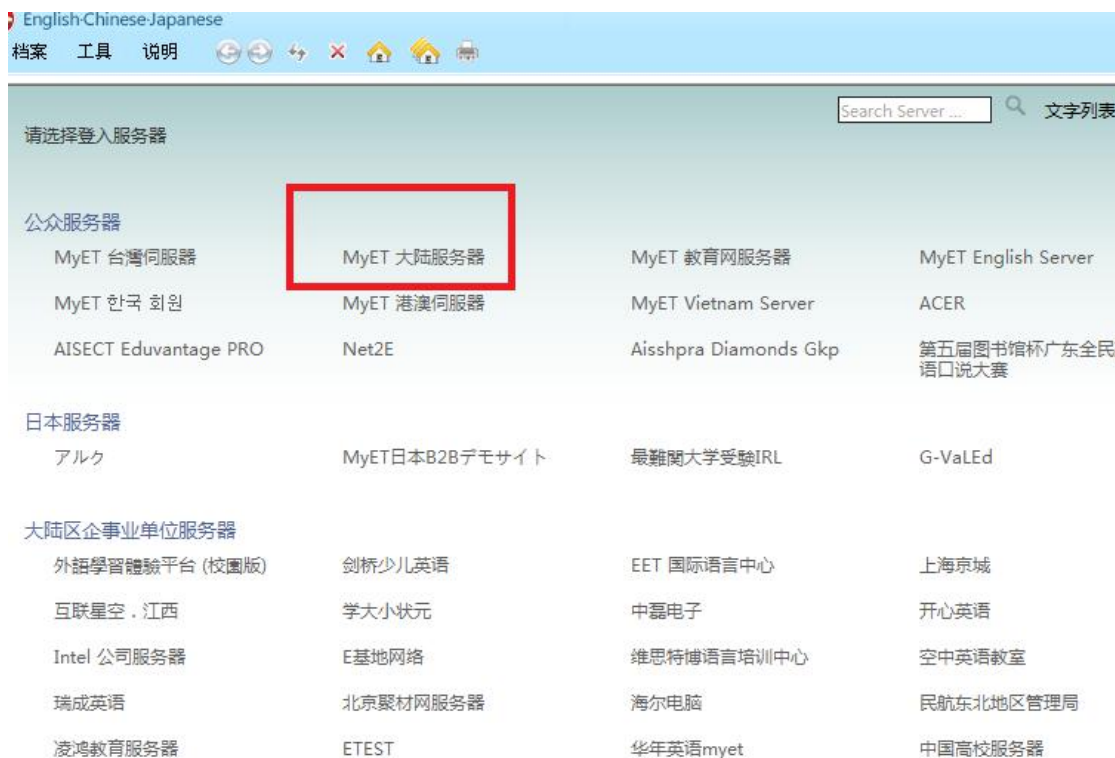 English·Chinese·Japanese
档案 工具 说明
Search Server ... 文字列表
请选择登入服务器
公众服务器
MyET 台灣伺服器 MyET 大陆服务器 MyET 教育网服务器 MyET English Server
MyET 한국 회원 MyET 港澳伺服器 MyET Vietnam Server ACER
AISECT Eduvantage PRO Net2E Aisshpra Diamonds Gkp 第五届图书馆杯广东全民
语口说大赛
日本服务器
アルク MyET日本B2Bデモサイト 最難関大学受験IRL G-VaLEd
大陆区企事业单位服务器
外語學習體驗平台 (校園版) 剑桥少儿英语 EET 国际语言中心 上海京城
互联星空．江西 学大小状元 中磊电子 开心英语
Intel 公司服务器 E基地网络 维思特博语言培训中心 空中英语教室
瑞成英语 北京聚材网服务器 海尔电脑 民航东北地区管理局
凌鸿教育服务器 ETEST 华年英语myet 中国高校服务器